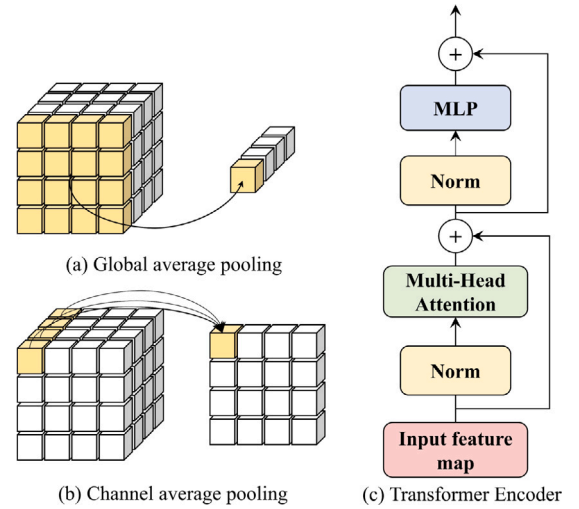 (a) Global average pooling
(b) Channel average pooling
+
MLP
Norm
+
Multi-Head
Attention
Norm
Input feature
map
(c) Transformer Encoder